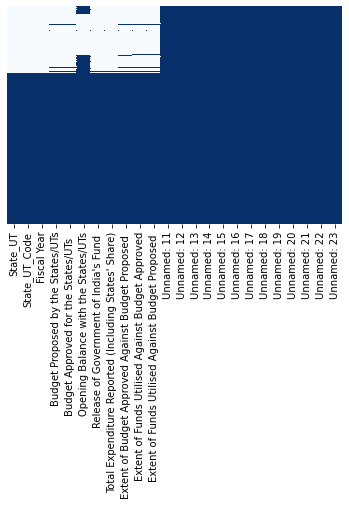 State_UT
State_UT_Code
Fiscal Year
Budget Proposed by the States/UTs
Budget Approved for the States/UTs
Opening Balance with the States/UTs
Release of Government of India's Fund
Total Expenditure Reported (Including States' Share)
Extent of Budget Approved Against Budget Proposed
Extent of Funds Utilised Against Budget Approved
Extent of Funds Utilised Against Budget Proposed
Unnamed: 11
Unnamed: 12
Unnamed: 13
Unnamed: 14
Unnamed: 15
Unnamed: 16
Unnamed: 17
Unnamed: 18
Unnamed: 19
Unnamed: 20
Unnamed: 21
Unnamed: 22
Unnamed: 23